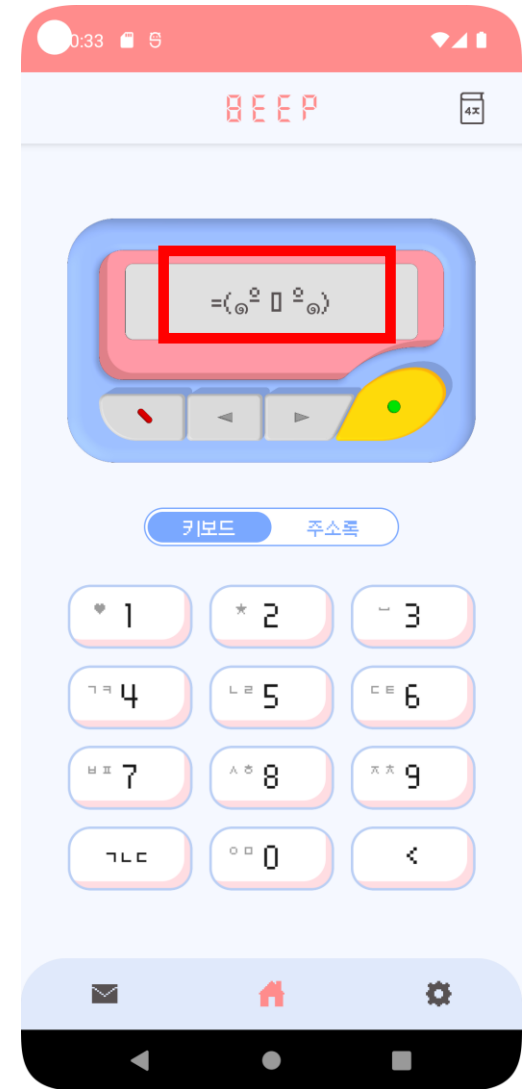 0:33
BEEP
4ㅈ
=(๑º ▯ º๑)
키보드 주소록
♥ 1 ★ 2 ⌣ 3
ㄱㅋ 4 ㄴㄹ 5 ㄷㅌ 6
ㅂㅍ 7 ㅅㅎ 8 ㅈㅊ 9
ㄱㄴㄷ ㅇㅁ 0 <